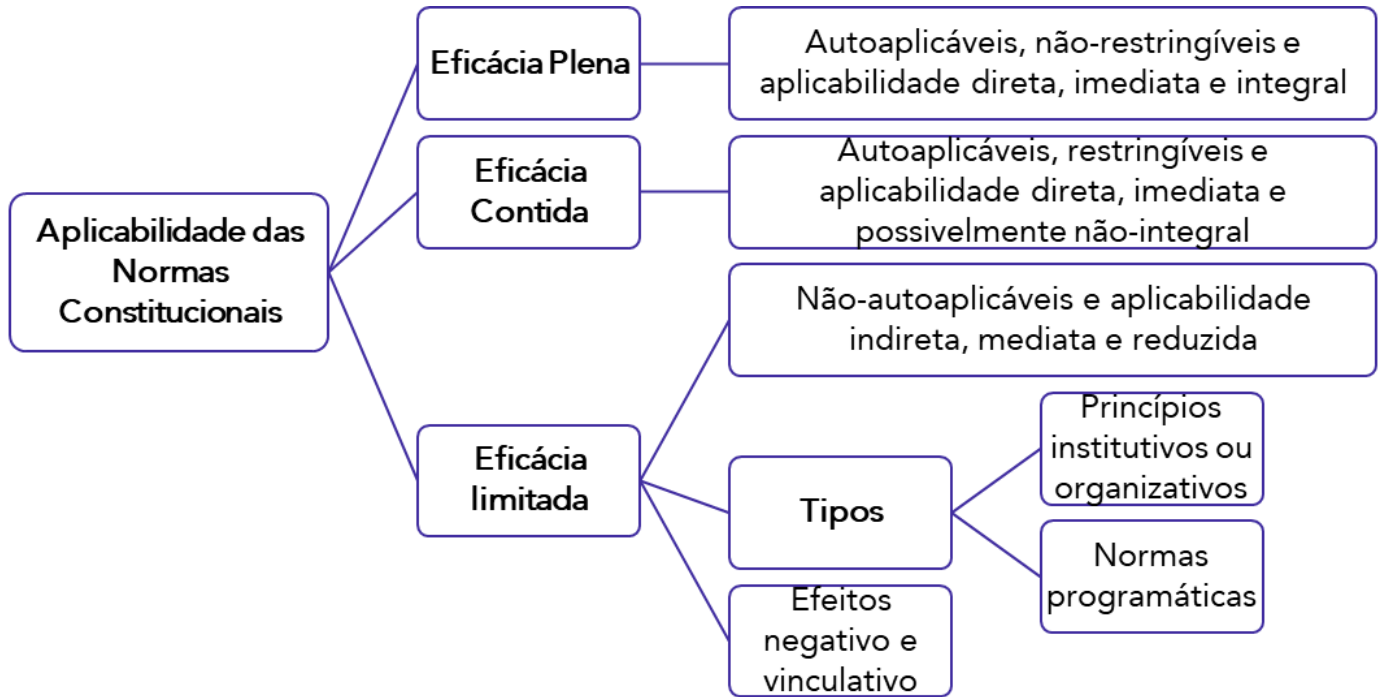 Aplicabilidade das
Normas
Constitucionais
Eficácia Plena
Autoaplicáveis, não-restringíveis e
aplicabilidade direta, imediata e integral
Eficácia
Contida
Autoaplicáveis, restringíveis e
aplicabilidade direta, imediata e
possivelmente não-integral
Eficácia
limitada
Não-autoaplicáveis e aplicabilidade
indireta, mediata e reduzida
Tipos
Princípios
institutivos ou
organizativos
Normas
programáticas
Efeitos
negativo e
vinculativo